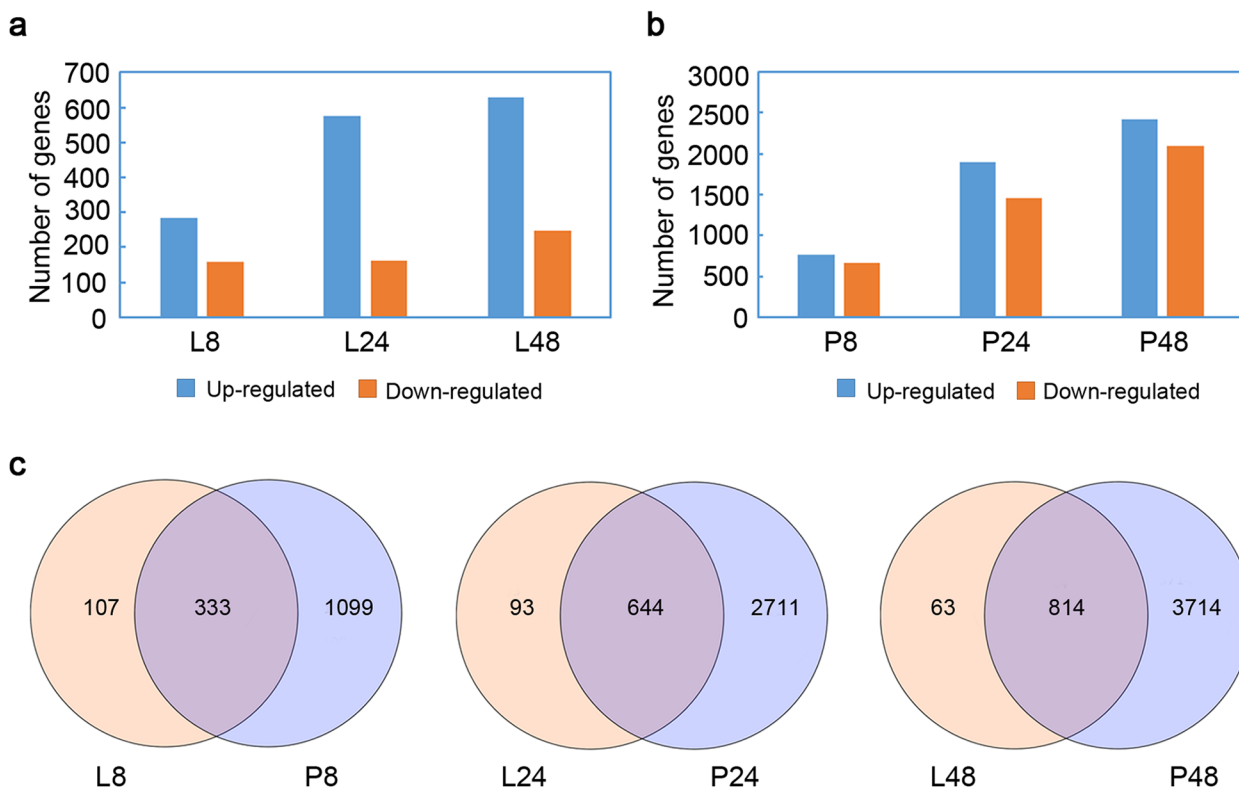 a
700
600
500
400
300
200
100
0
Number of genes
L8 L24 L48
Up-regulated Down-regulated
b
3000
2500
2000
1500
1000
500
0
Number of genes
P8 P24 P48
Up-regulated Down-regulated
c
107 333 1099
L8 P8
93 644 2711
L24 P24
63 814 3714
L48 P48